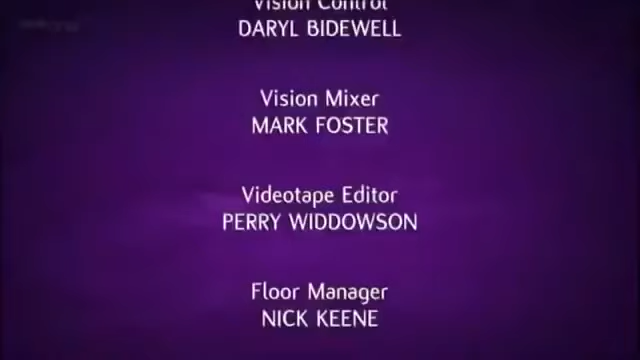 Vision Control
DARYL BIDEWELL
Vision Mixer
MARK FOSTER
Videotape Editor
PERRY WIDDOWSON
Floor Manager
NICK KEENE